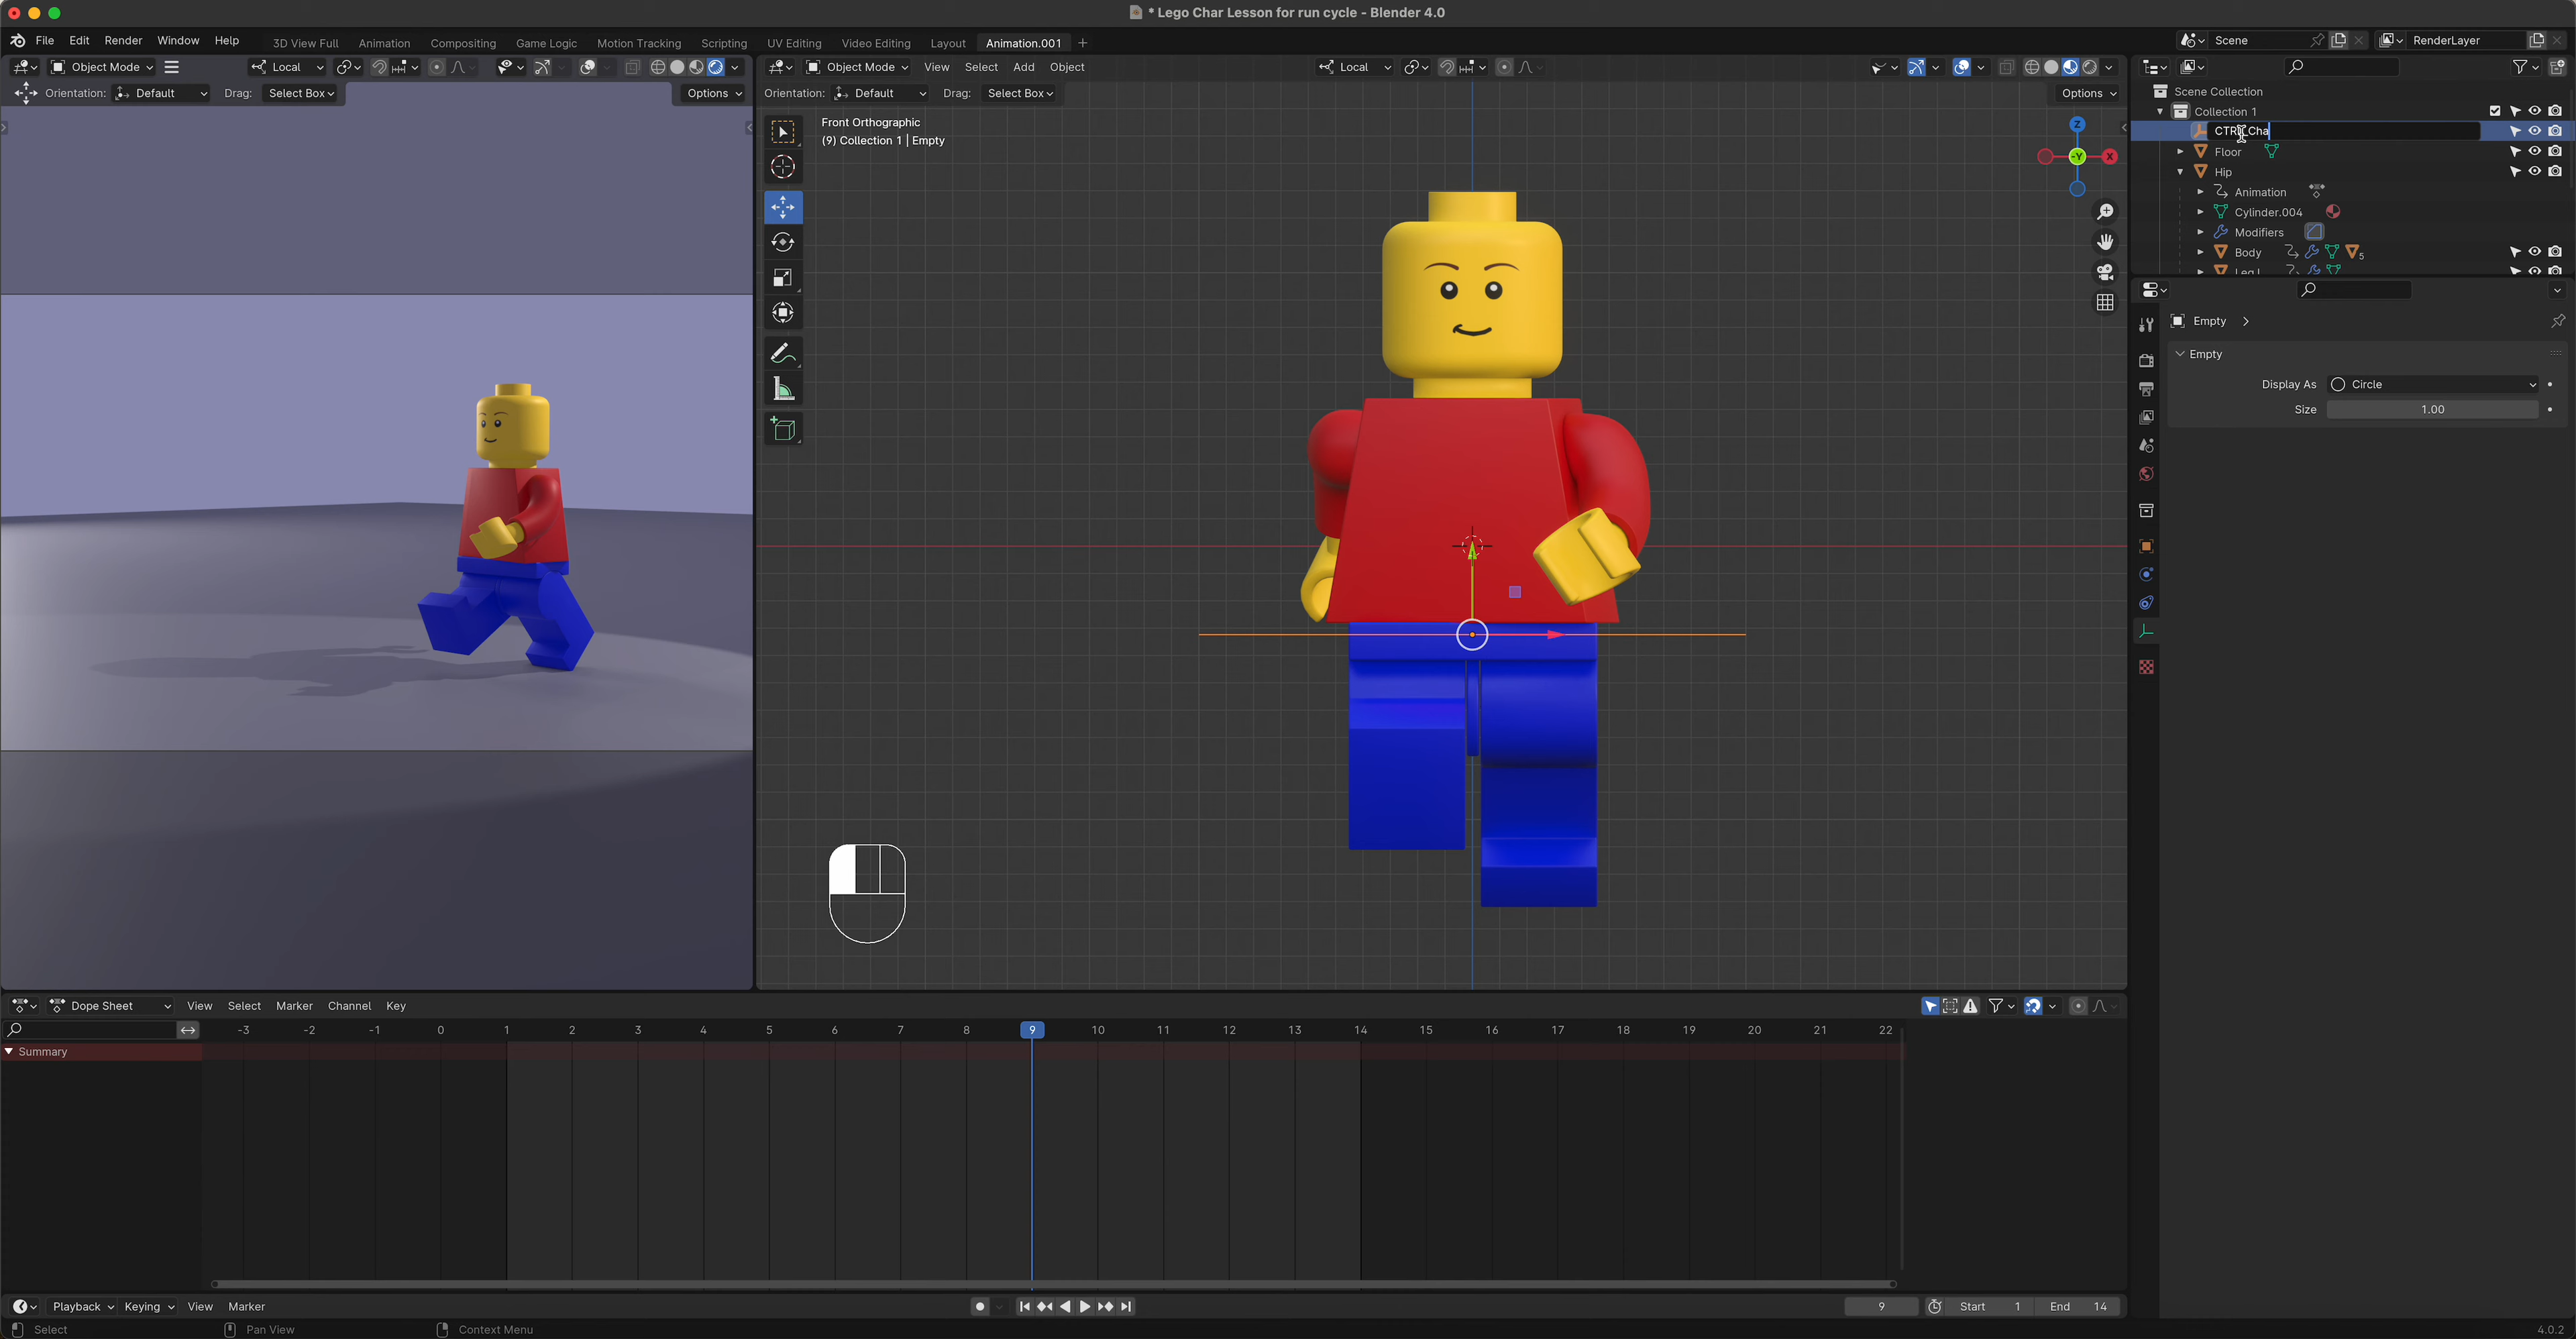 * Lego Char Lesson for run cycle - Blender 4.0
File Edit Render Window Help 3D View Full Animation Compositing Game Logic Motion Tracking Scripting UV Editing Video Editing Layout Animation.001 + Scene RenderLayer
Object Mode Local Object Mode View Select Add Object Local
Orientation: Default Drag: Select Box Options Orientation: Default Drag: Select Box Options
Scene Collection
Collection 1
Front Orthographic
(9) Collection 1 | Empty
Z
-Y
X
Floor
Hip
Animation
Cylinder.004
Modifiers
Body
5
Empty
Empty
Display As Circle
Size 1.00
Dope Sheet View Select Marker Channel Key
-3 -2 -1 0 1 2 3 4 5 6 7 8 9 10 11 12 13 14 15 16 17 18 19 20 21 22
Summary
Playback Keying View Marker 9 Start 1 End 14
Select Pan View Context Menu 4.0.2